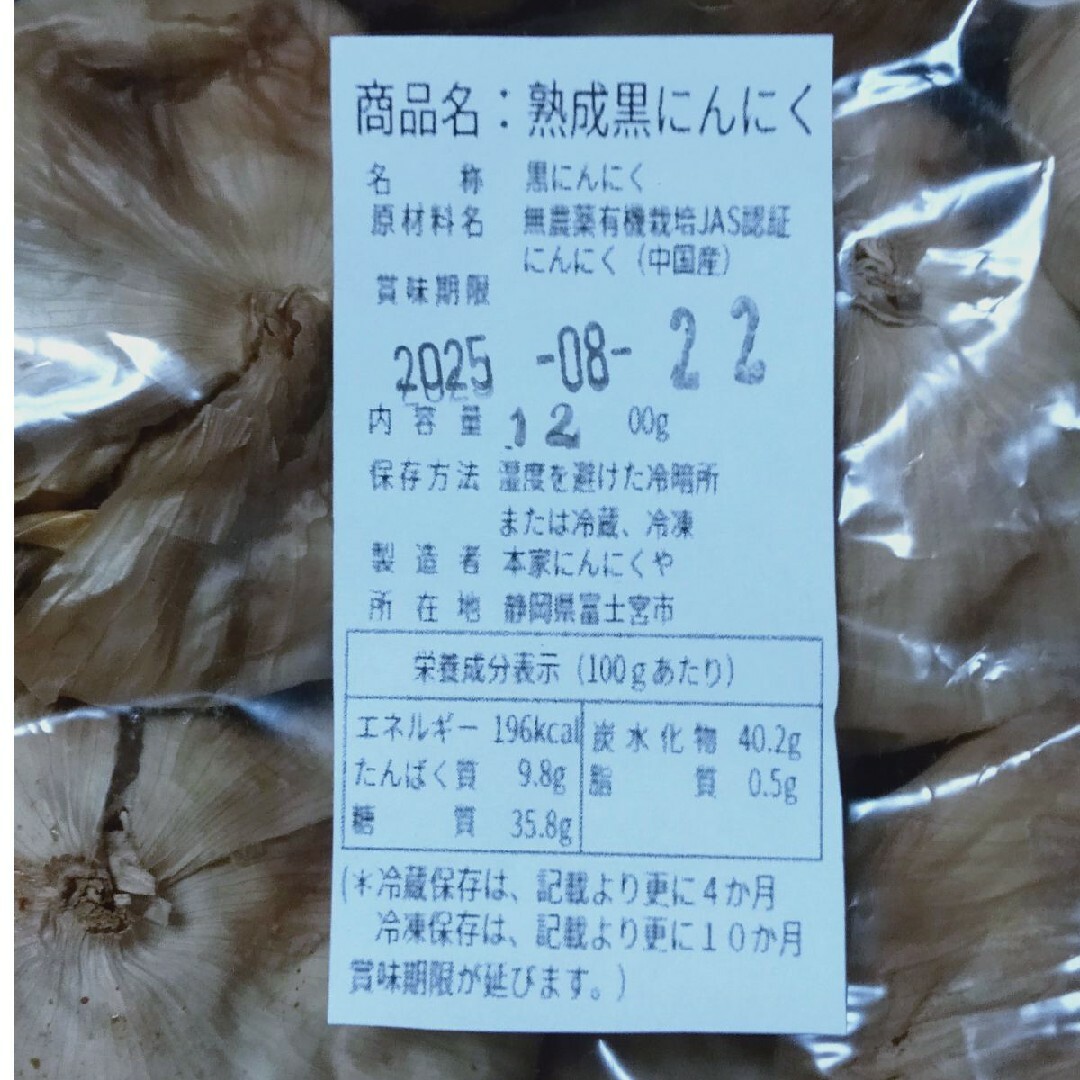 商品名：熟成黒にんにく
名称 黒にんにく
原材料名 無農薬有機栽培JAS認証
にんにく（中国産）
賞味期限
2025 -08- 22
内容量 12 00g
保存方法 湿度を避けた冷暗所
または冷蔵、冷凍
製造者 本家にんにくや
所在地 静岡県富士宮市
栄養成分表示（100gあたり）
エネルギー 196kcal 炭水化物 40.2g
たんぱく質 9.8g 脂質 0.5g
糖質 35.8g
(＊冷蔵保存は、記載より更に４か月
冷凍保存は、記載より更に１０か月
賞味期限が延びます。)